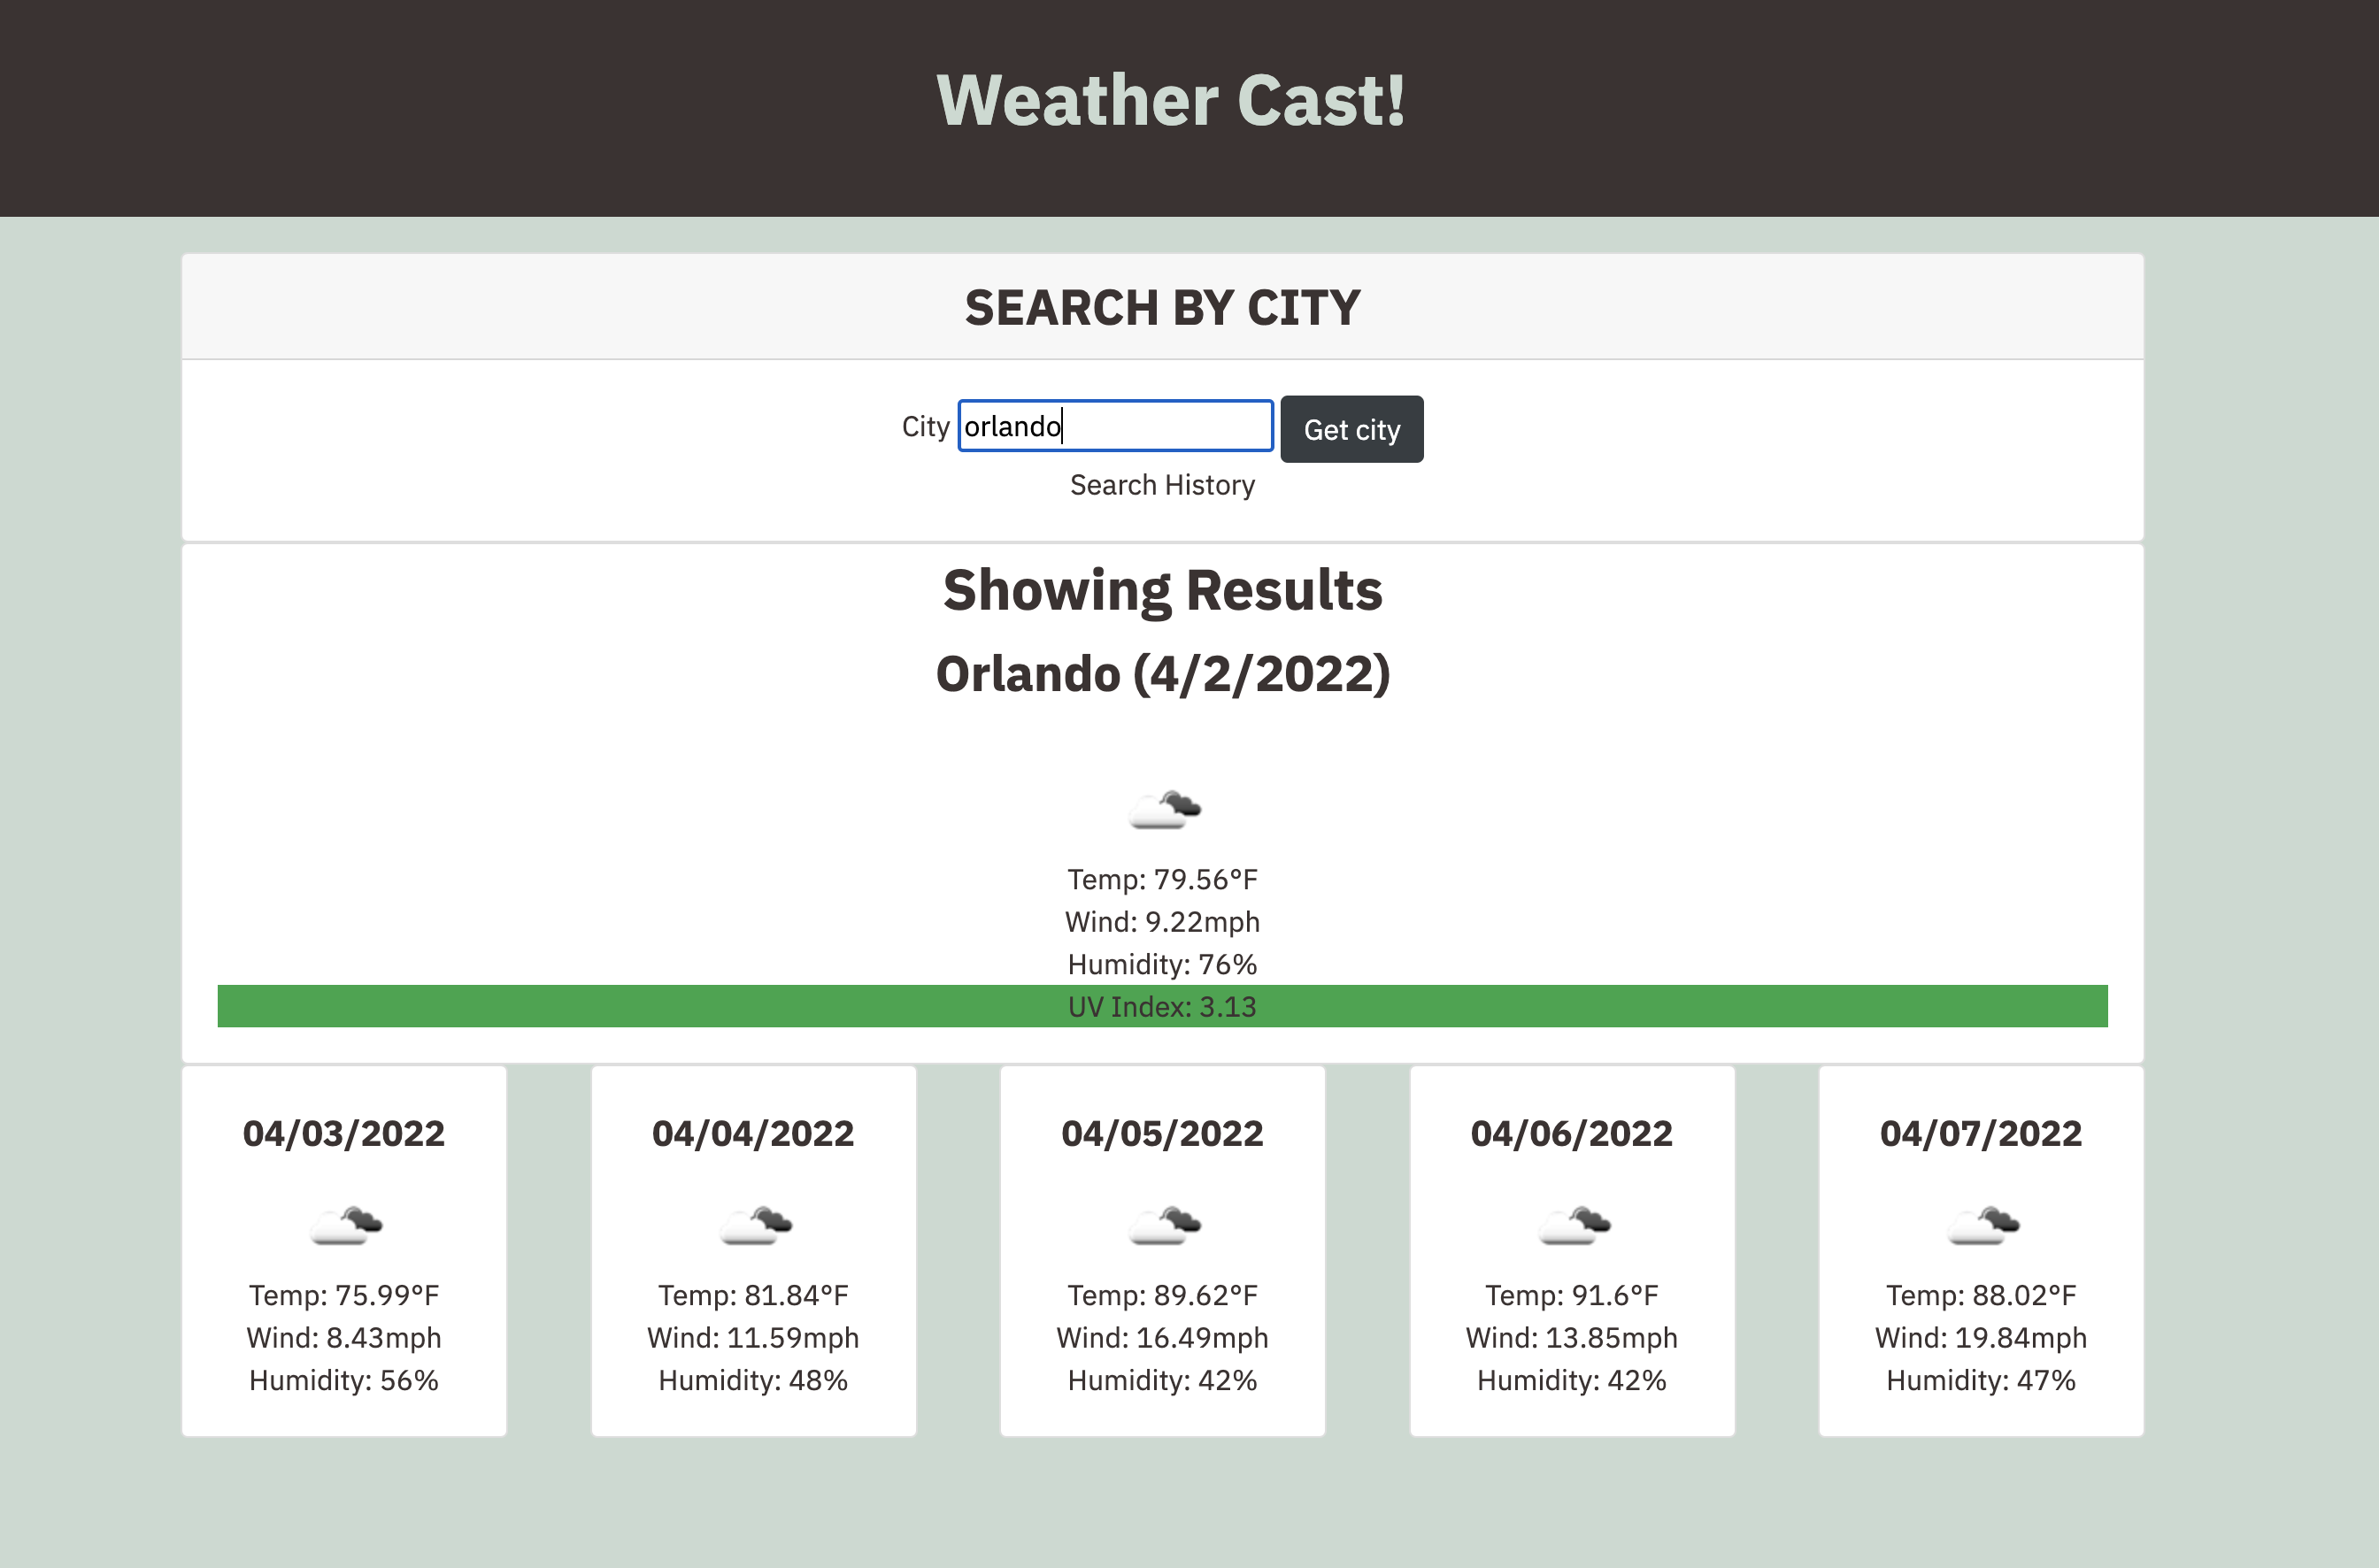 Weather Cast!
SEARCH BY CITY
City orlando Get city
Search History
Showing Results
Orlando (4/2/2022)
Temp: 79.56°F
Wind: 9.22mph
Humidity: 76%
UV Index: 3.13
04/03/2022
Temp: 75.99°F
Wind: 8.43mph
Humidity: 56%
04/04/2022
Temp: 81.84°F
Wind: 11.59mph
Humidity: 48%
04/05/2022
Temp: 89.62°F
Wind: 16.49mph
Humidity: 42%
04/06/2022
Temp: 91.6°F
Wind: 13.85mph
Humidity: 42%
04/07/2022
Temp: 88.02°F
Wind: 19.84mph
Humidity: 47%